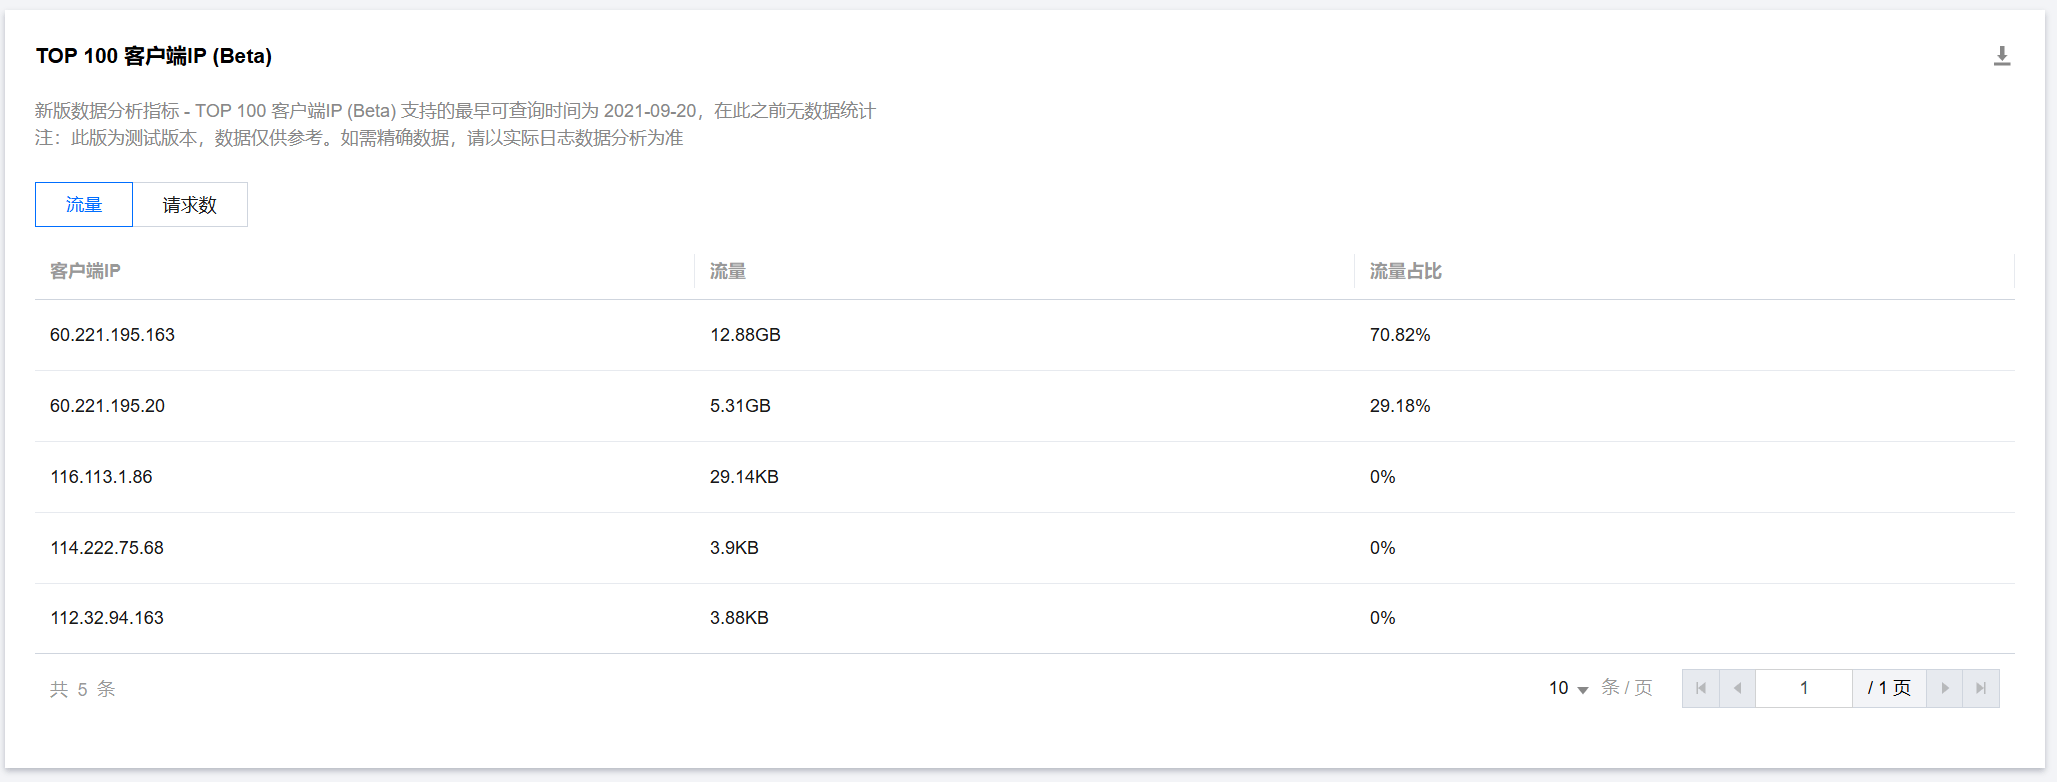 TOP 100 客户端IP (Beta)
新版数据分析指标 - TOP 100 客户端IP (Beta) 支持的最早可查询时间为 2021-09-20，在此之前无数据统计
注：此版为测试版本，数据仅供参考。如需精确数据，请以实际日志数据分析为准
流量 请求数
客户端IP 流量 流量占比
60.221.195.163 12.88GB 70.82%
60.221.195.20 5.31GB 29.18%
116.113.1.86 29.14KB 0%
114.222.75.68 3.9KB 0%
112.32.94.163 3.88KB 0%
共 5 条 10 条 / 页 1 / 1 页